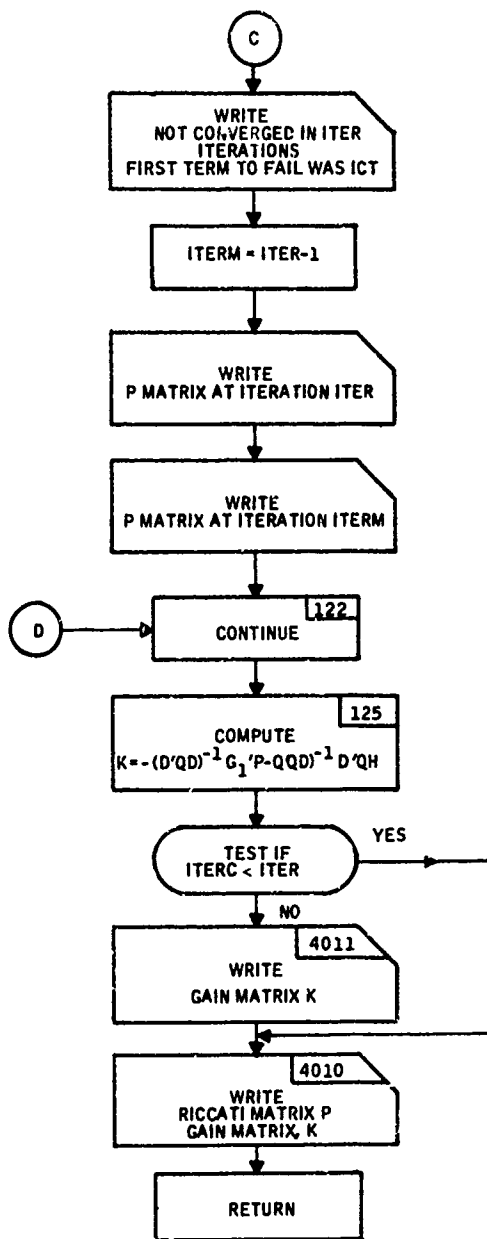 C
WRITE
NOT CONVERGED IN ITER
ITERATIONS
FIRST TERM TO FAIL WAS ICT
ITERM = ITER-1
WRITE
P MATRIX AT ITERATION ITER
WRITE
P MATRIX AT ITERATION ITERM
122
D
CONTINUE
125
COMPUTE
K=-(D'QD)⁻¹ G₁'P-QQD)⁻¹ D'QH
TEST IF
ITERC < ITER
YES
NO
4011
WRITE
GAIN MATRIX K
4010
WRITE
RICCATI MATRIX P
GAIN MATRIX, K
RETURN